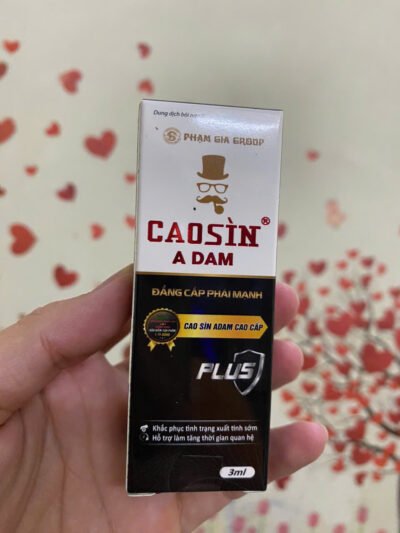 Dung dịch bôi
PHẠM GIA GROUP
CAOSÌN®
A DAM
ĐẲNG CẤP PHÁI MẠNH
CAO SÌN ADAM CAO CẤP
PLUS
Khắc phục tình trạng xuất tinh sớm
Hỗ trợ làm tăng thời gian quan hệ
3ml